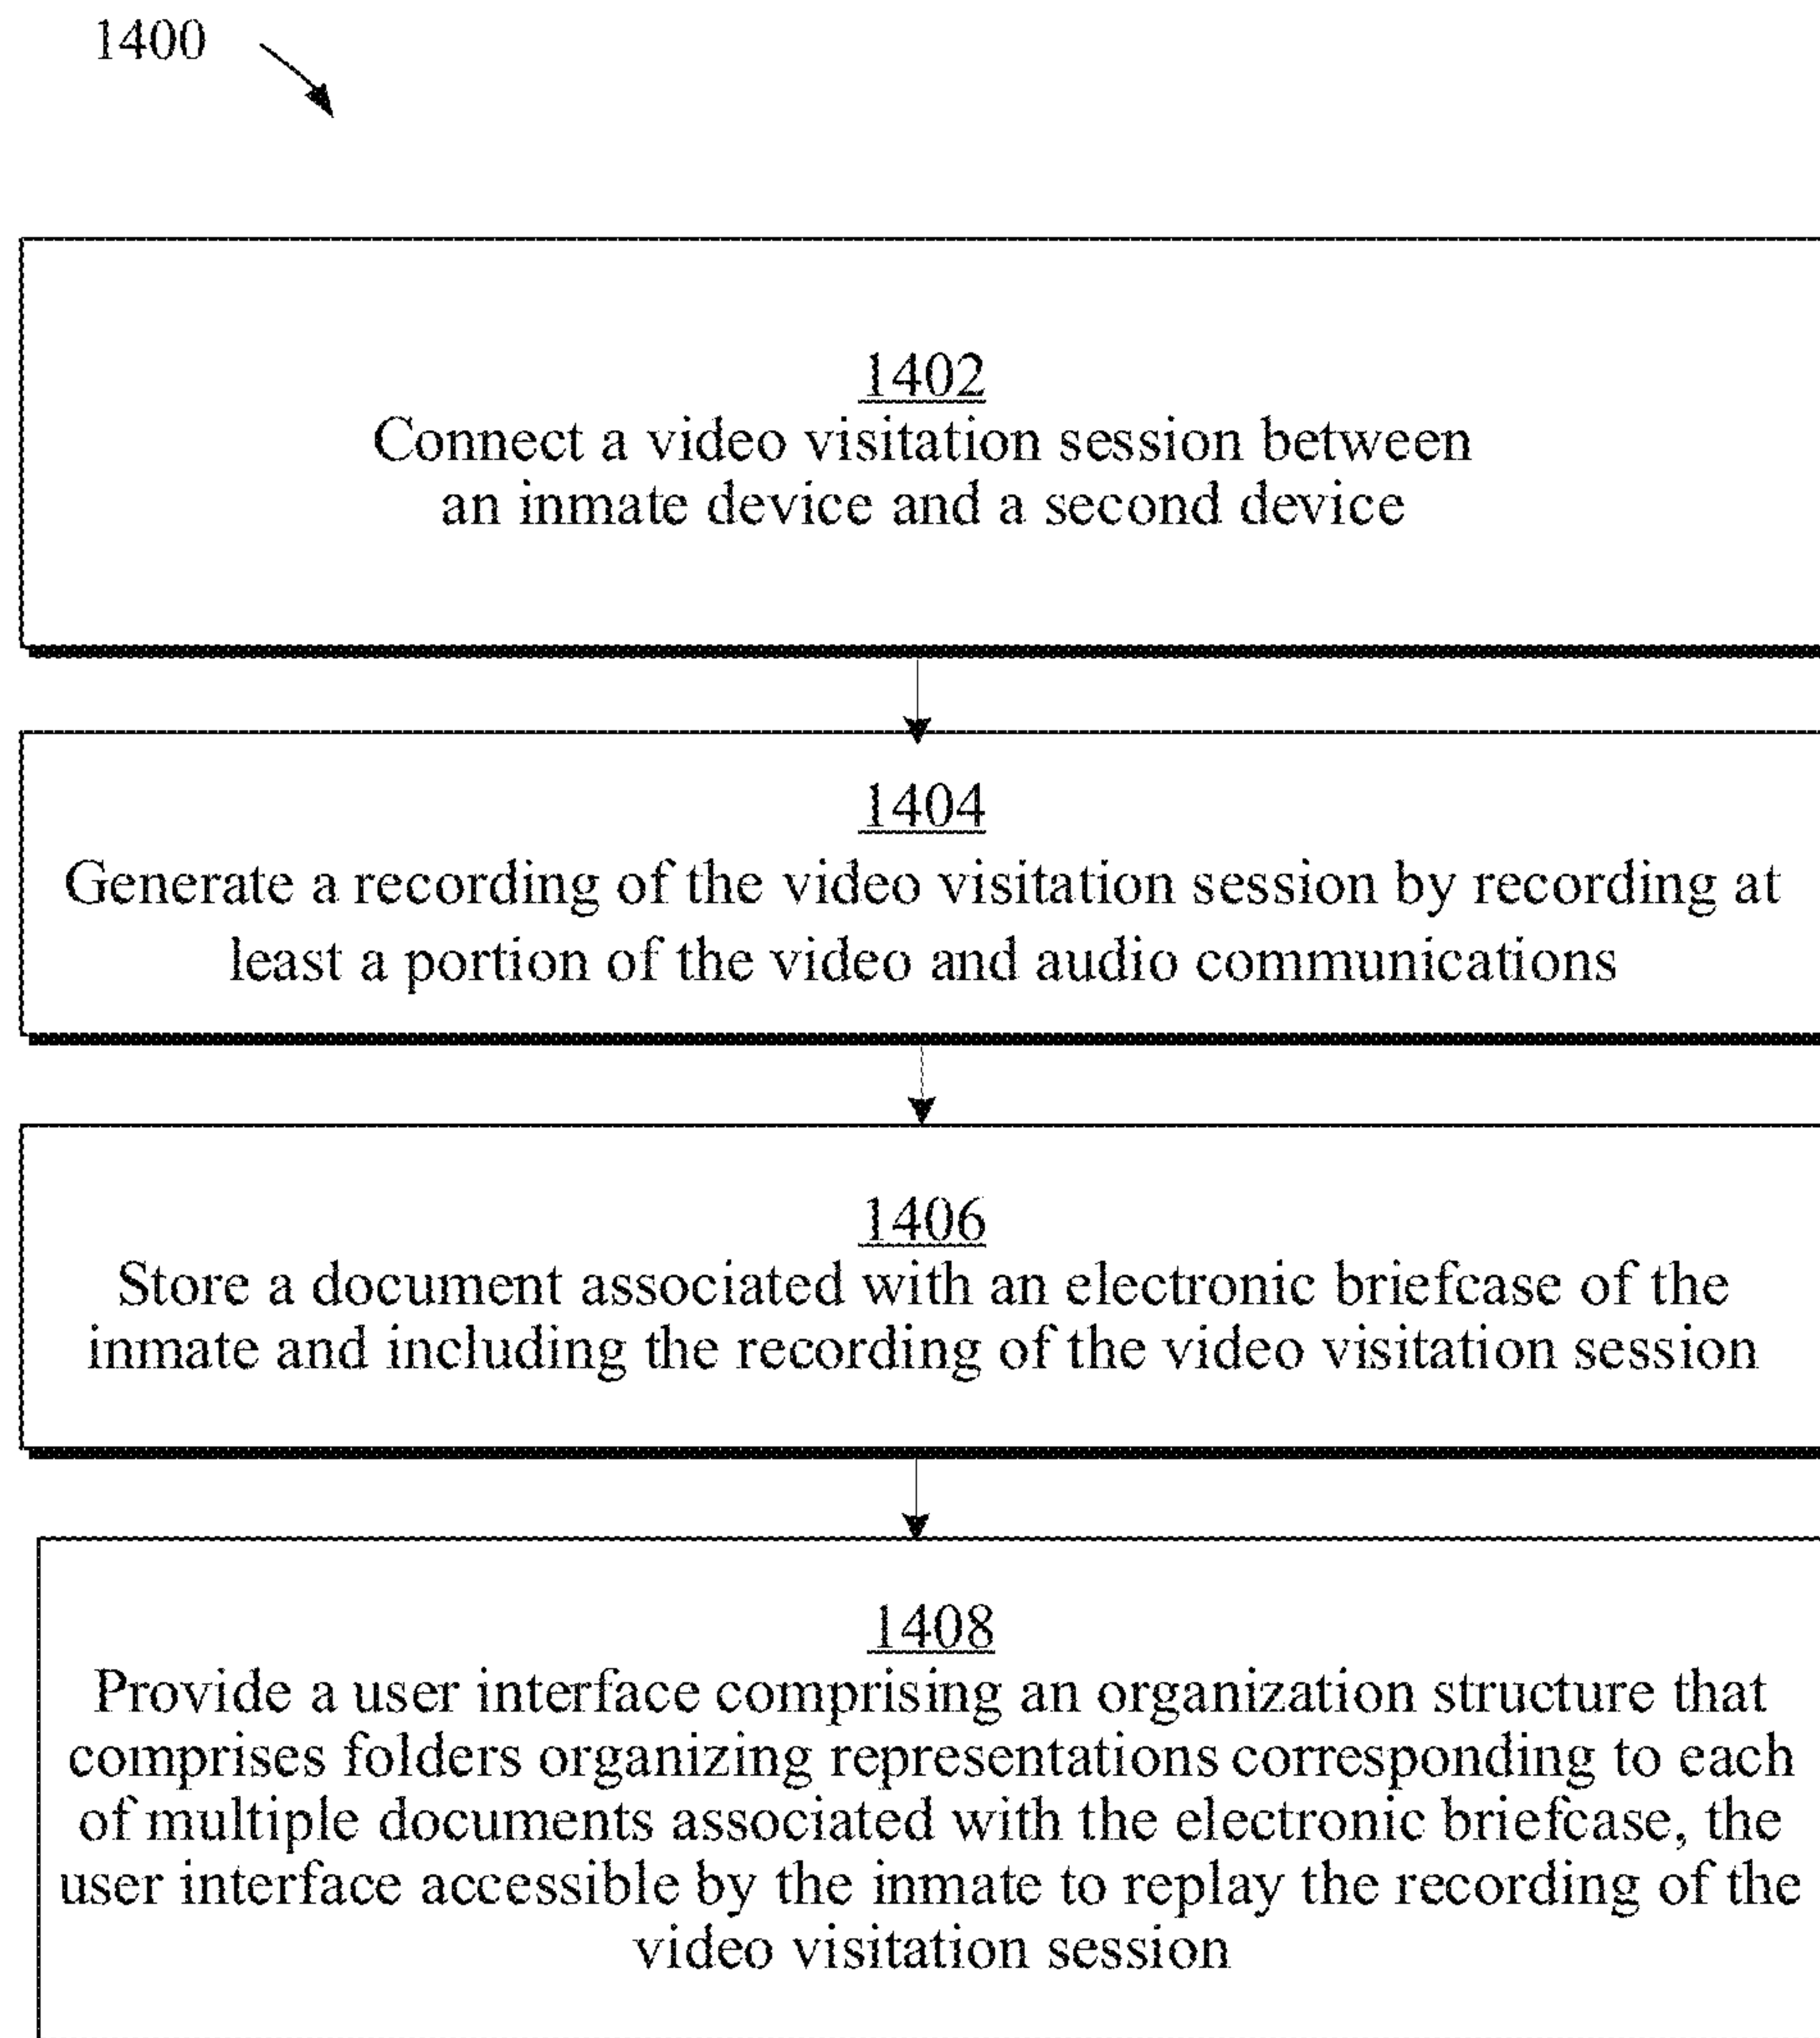 1400
1402
Connect a video visitation session between
an inmate device and a second device
1404
Generate a recording of the video visitation session by recording at
least a portion of the video and audio communications
1406
Store a document associated with an electronic briefcase of the
inmate and including the recording of the video visitation session
1408
Provide a user interface comprising an organization structure that
comprises folders organizing representations corresponding to each
of multiple documents associated with the electronic briefcase, the
user interface accessible by the inmate to replay the recording of the
video visitation session